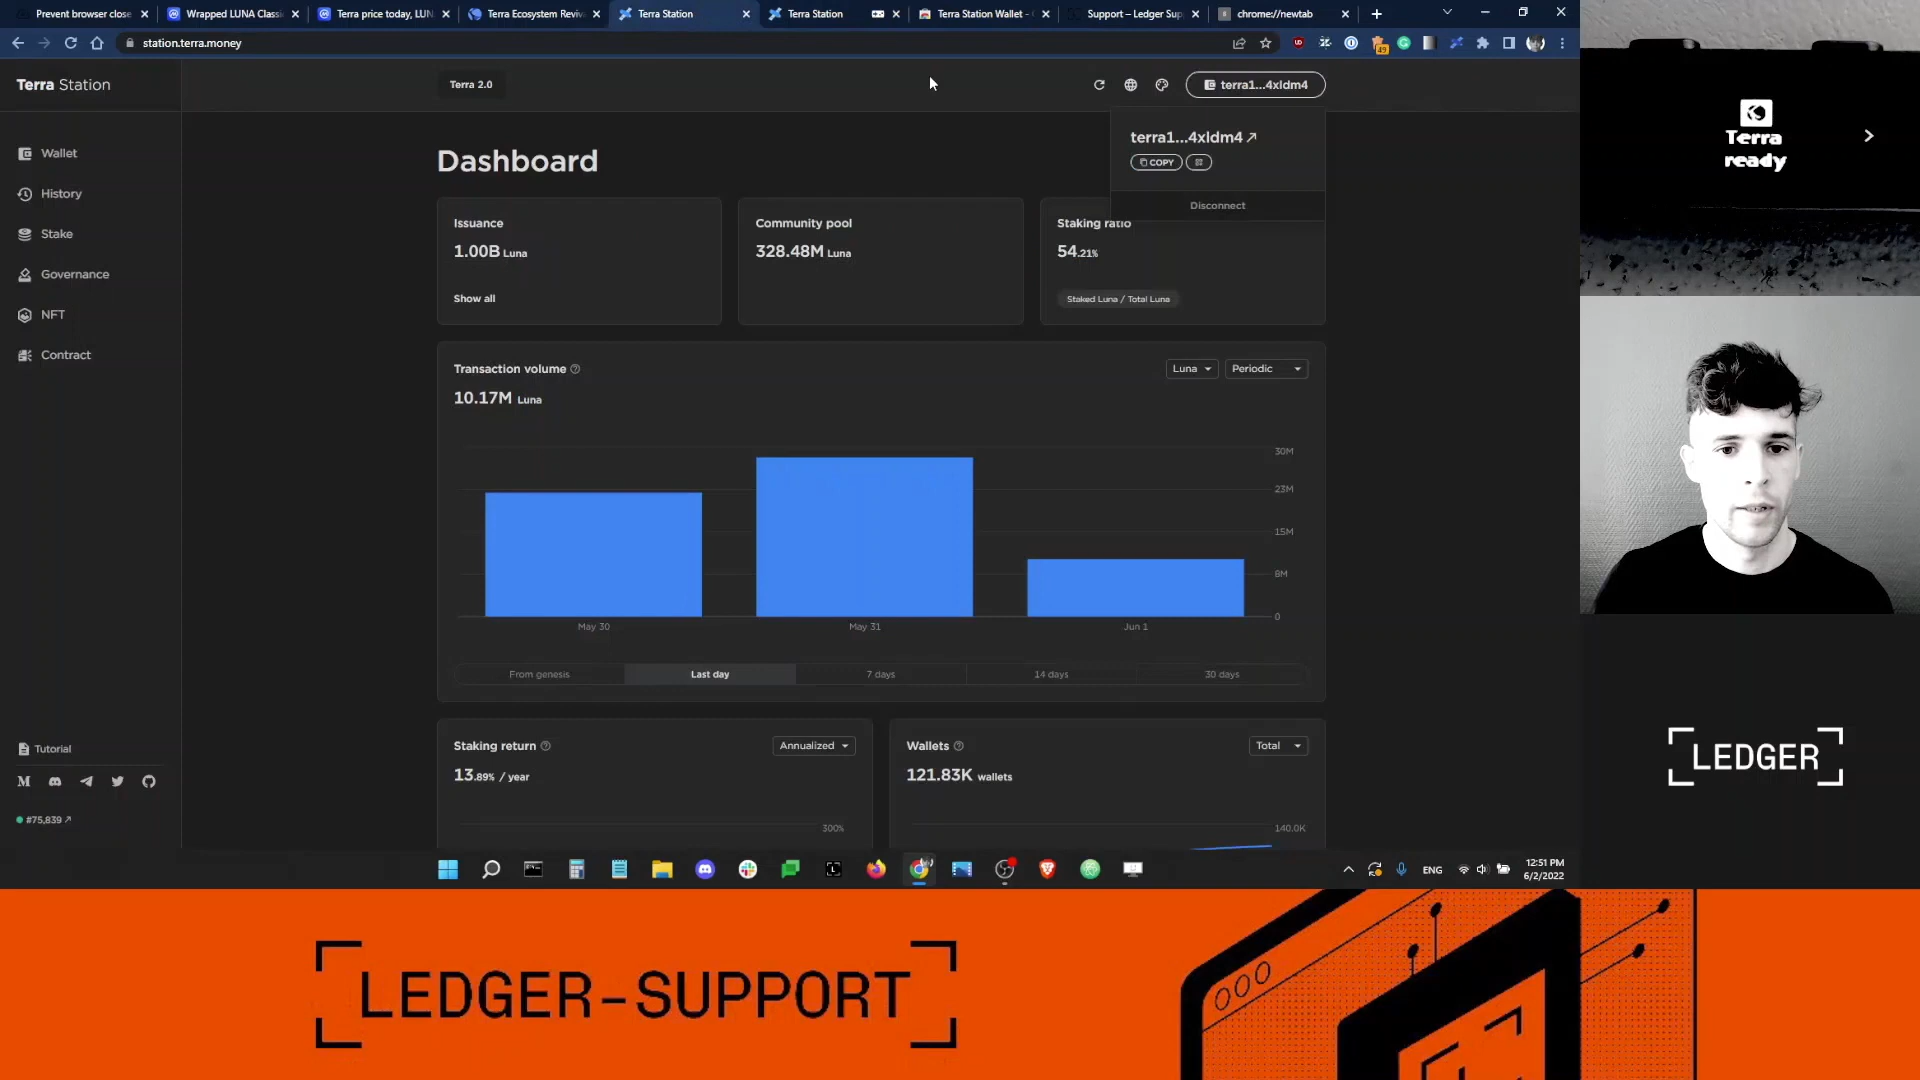 Prevent browser close
Wrapped LUNA Classi
Terra price today, LUN
Terra Ecosystem Reviv
Terra Station
Terra Station
Terra Station Wallet -
Support – Ledger Sup
chrome://newtab
station.terra.money
49
Terra Station
Terra 2.0
terra1...4xldm4
Wallet
History
Stake
Governance
NFT
Contract
terra1...4xldm4
COPY
Disconnect
Dashboard
Issuance
1.00B Luna
Show all
Community pool
328.48M Luna
Staking ratio
54.21%
Staked Luna / Total Luna
Transaction volume
10.17M Luna
Luna
Periodic
30M
23M
15M
8M
0
May 30
May 31
Jun 1
From genesis
Last day
7 days
14 days
30 days
Staking return
Annualized
13.89% / year
300%
Wallets
Total
121.83K wallets
140.0K
Tutorial
#75,839
ENG
12:51 PM
6/2/2022
Terra
ready
LEDGER
LEDGER-SUPPORT